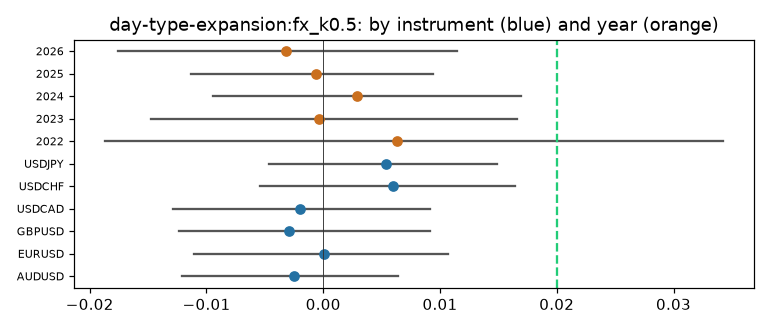 day-type-expansion:fx_k0.5: by instrument (blue) and year (orange)
2026
2025
2024
2023
2022
USDJPY
USDCHF
USDCAD
GBPUSD
EURUSD
AUDUSD
−0.02 −0.01 0.00 0.01 0.02 0.03